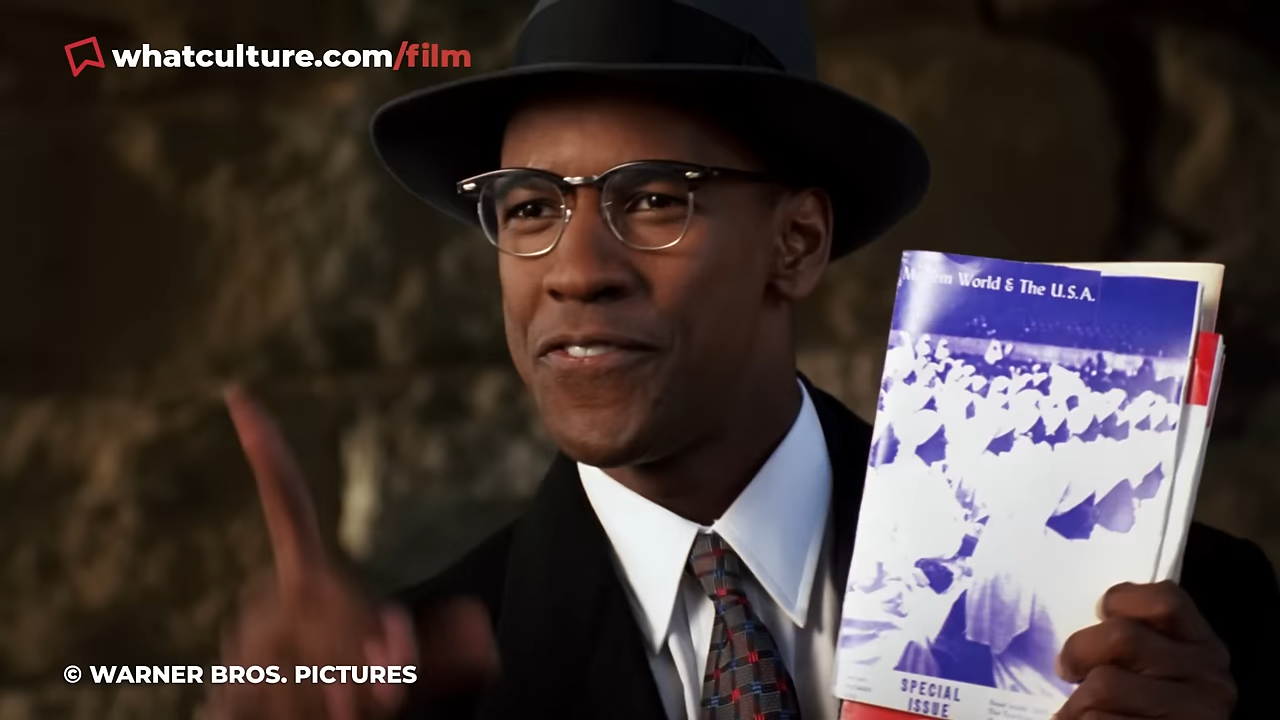 whatculture.com/film
World & The U.S.A.
SPECIAL
ISSUE
© WARNER BROS. PICTURES